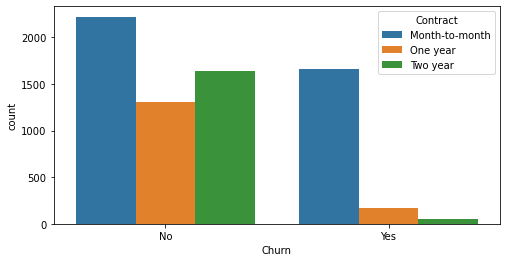 Contract
Month-to-month
One year
Two year
2000
1500
1000
500
0
count
No
Yes
Churn